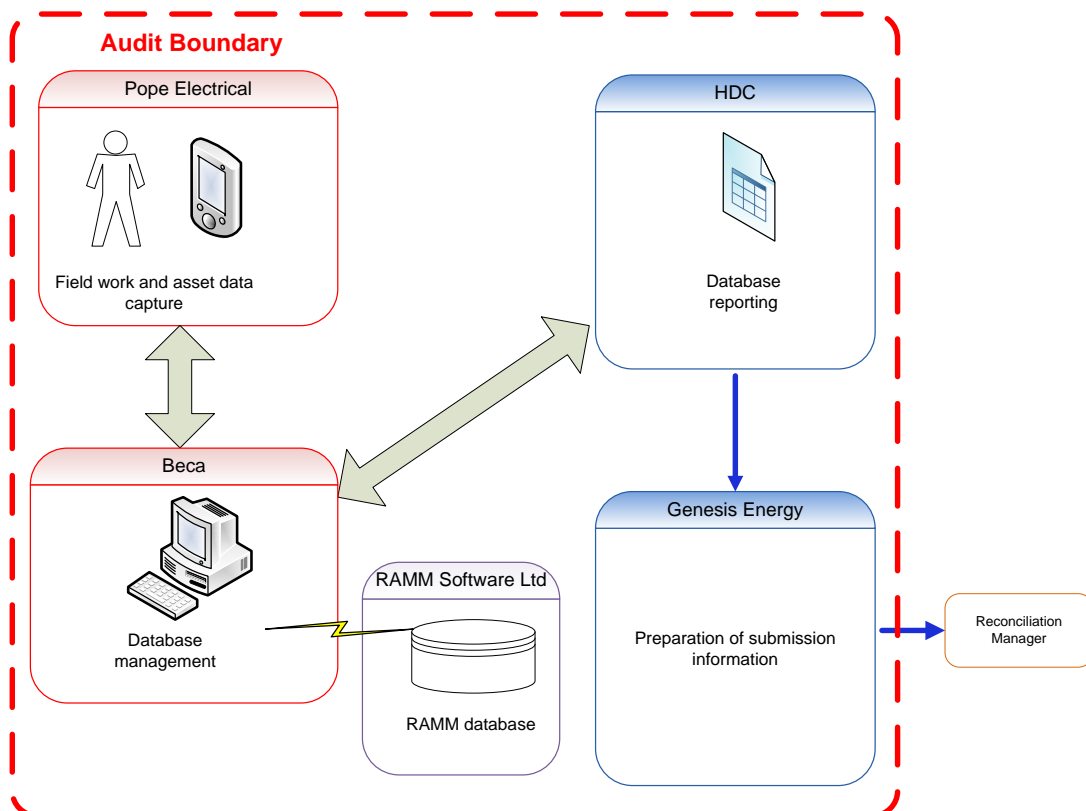 Audit Boundary
Pope Electrical
Field work and asset data
capture
HDC
Database
reporting
Beca
Database
management
RAMM Software Ltd
RAMM database
Genesis Energy
Preparation of submission
information
Reconciliation
Manager